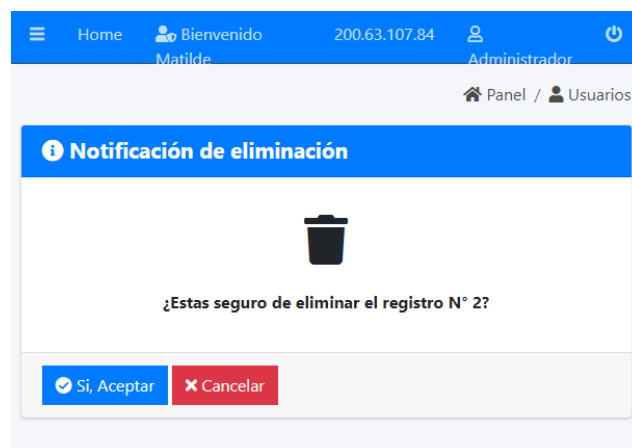 Home
Bienvenido
Matilde
200.63.107.84
Administrador
Panel / Usuarios
Notificación de eliminación
¿Estas seguro de eliminar el registro N° 2?
Si, Aceptar
Cancelar